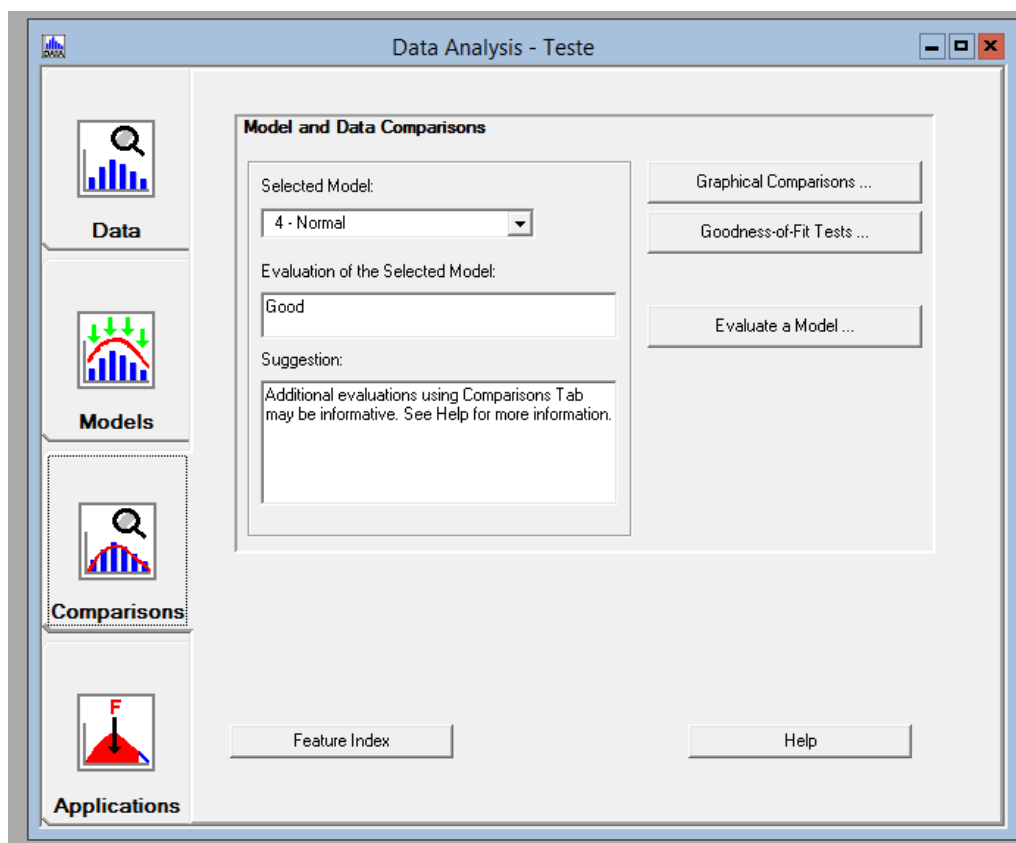 DATA
Data Analysis - Teste
Data
Models
Comparisons
F
Applications
Model and Data Comparisons
Selected Model:
4 - Normal
Evaluation of the Selected Model:
Good
Suggestion:
Additional evaluations using Comparisons Tab
may be informative. See Help for more information.
Graphical Comparisons ...
Goodness-of-Fit Tests ...
Evaluate a Model ...
Feature Index
Help